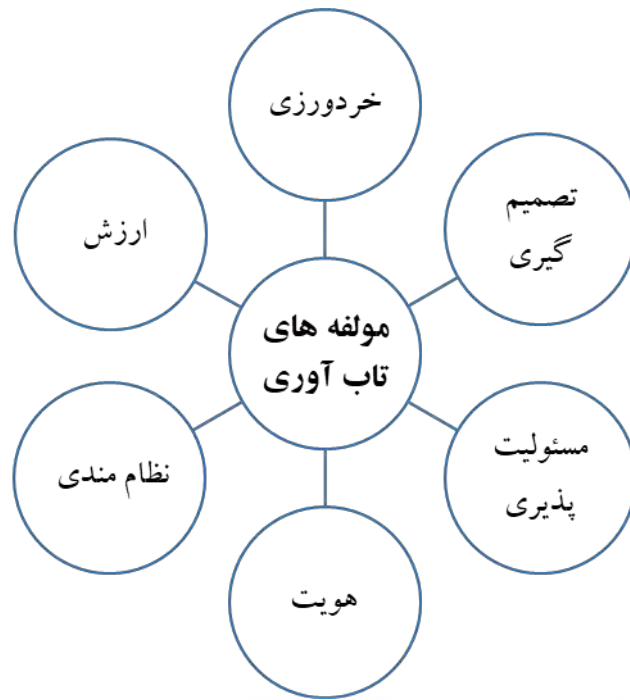 خردورزی
تصمیم
گیری
ارزش
مولفه های
تاب آوری
مسئولیت
پذیری
نظام مندی
هویت